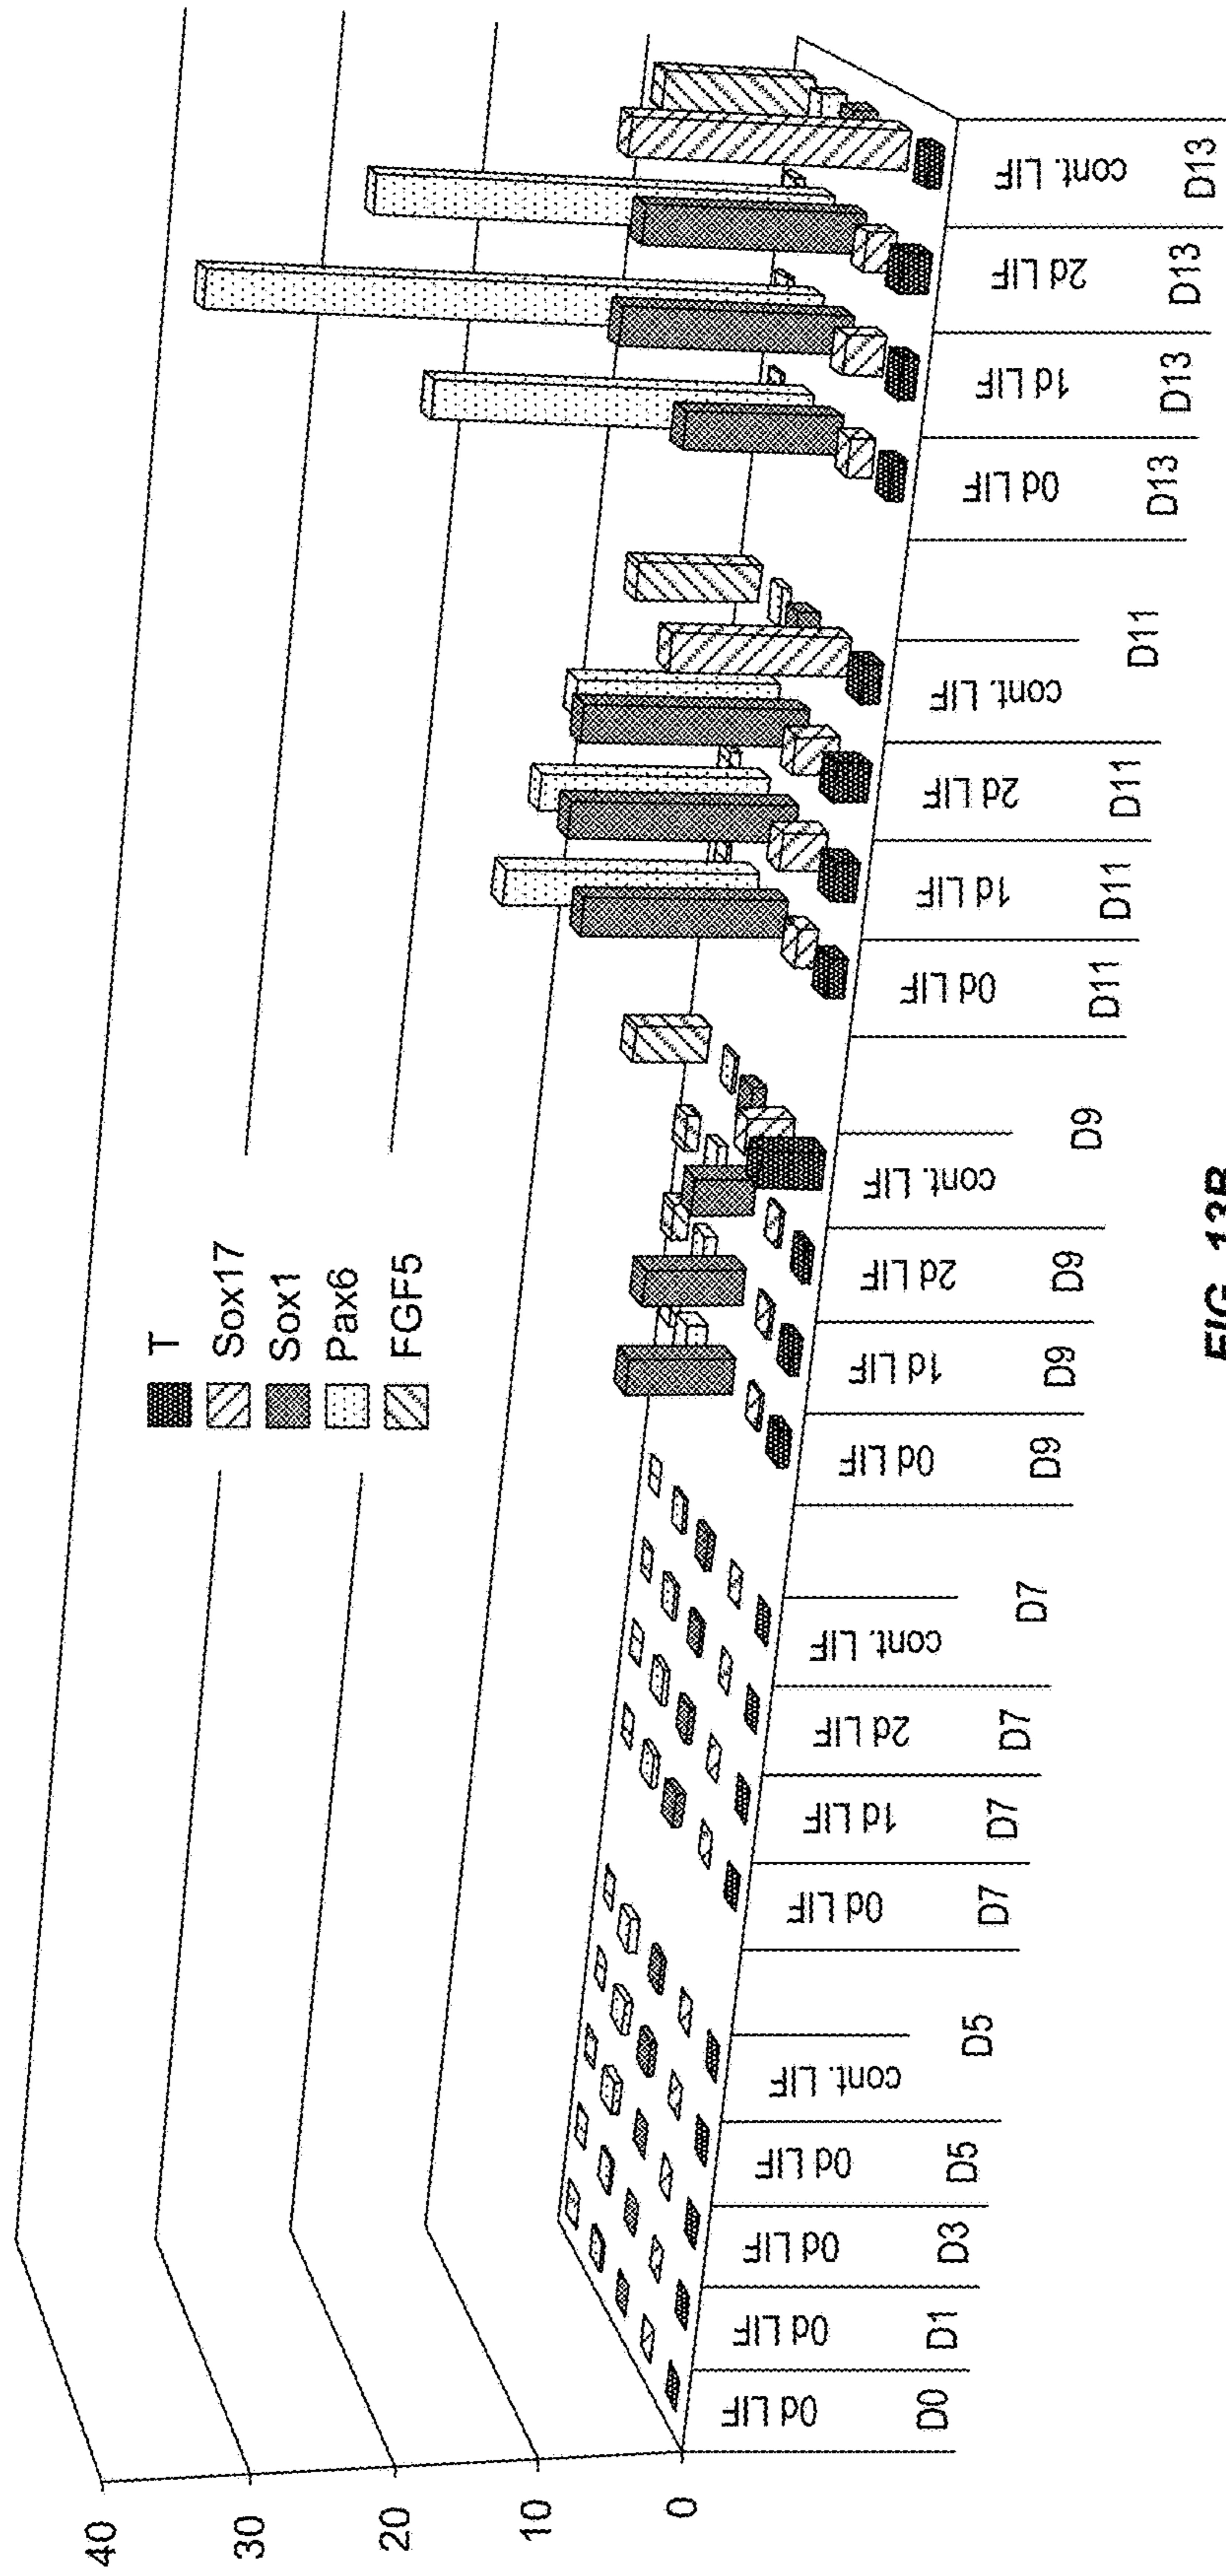 40
30
20
10
0
T
Sox17
Sox1
Pax6
FGF5
0d LIF
0d LIF
0d LIF
0d LIF
cont. LIF
0d LIF
1d LIF
2d LIF
cont. LIF
0d LIF
1d LIF
2d LIF
cont. LIF
0d LIF
1d LIF
2d LIF
cont. LIF
0d LIF
1d LIF
2d LIF
cont. LIF
D0
D1
D3
D5
D5
D7
D7
D7
D7
D9
D9
D9
D9
D11
D11
D11
D11
D13
D13
D13
D13
FIG. 13B